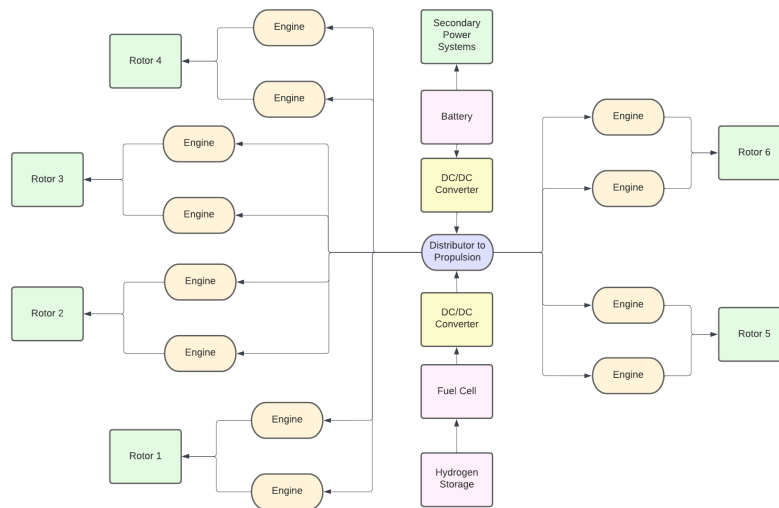 Engine
Rotor 4
Engine
Engine
Rotor 3
Engine
Engine
Rotor 2
Engine
Engine
Rotor 1
Engine
Secondary
Power
Systems
Battery
DC/DC
Converter
Distributor to
Propulsion
DC/DC
Converter
Fuel Cell
Hydrogen
Storage
Engine
Rotor 6
Engine
Engine
Rotor 5
Engine